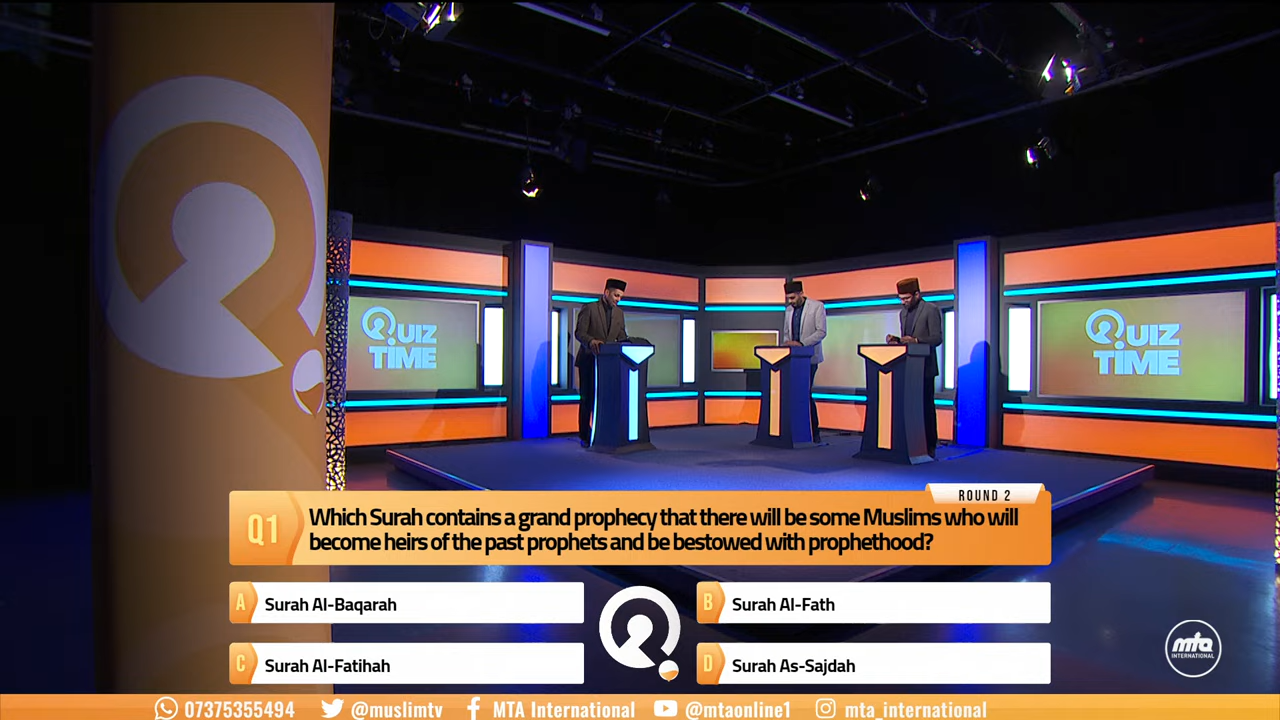 QUIZ
TIME
QUIZ
TIME
ROUND 2
Q1
Which Surah contains a grand prophecy that there will be some Muslims who will
become heirs of the past prophets and be bestowed with prophethood?
A Surah Al-Baqarah
B Surah Al-Fath
C Surah Al-Fatihah
D Surah As-Sajdah
mta
INTERNATIONAL
07375355494 @muslimtv MTA International @mtaonline1 mta_international